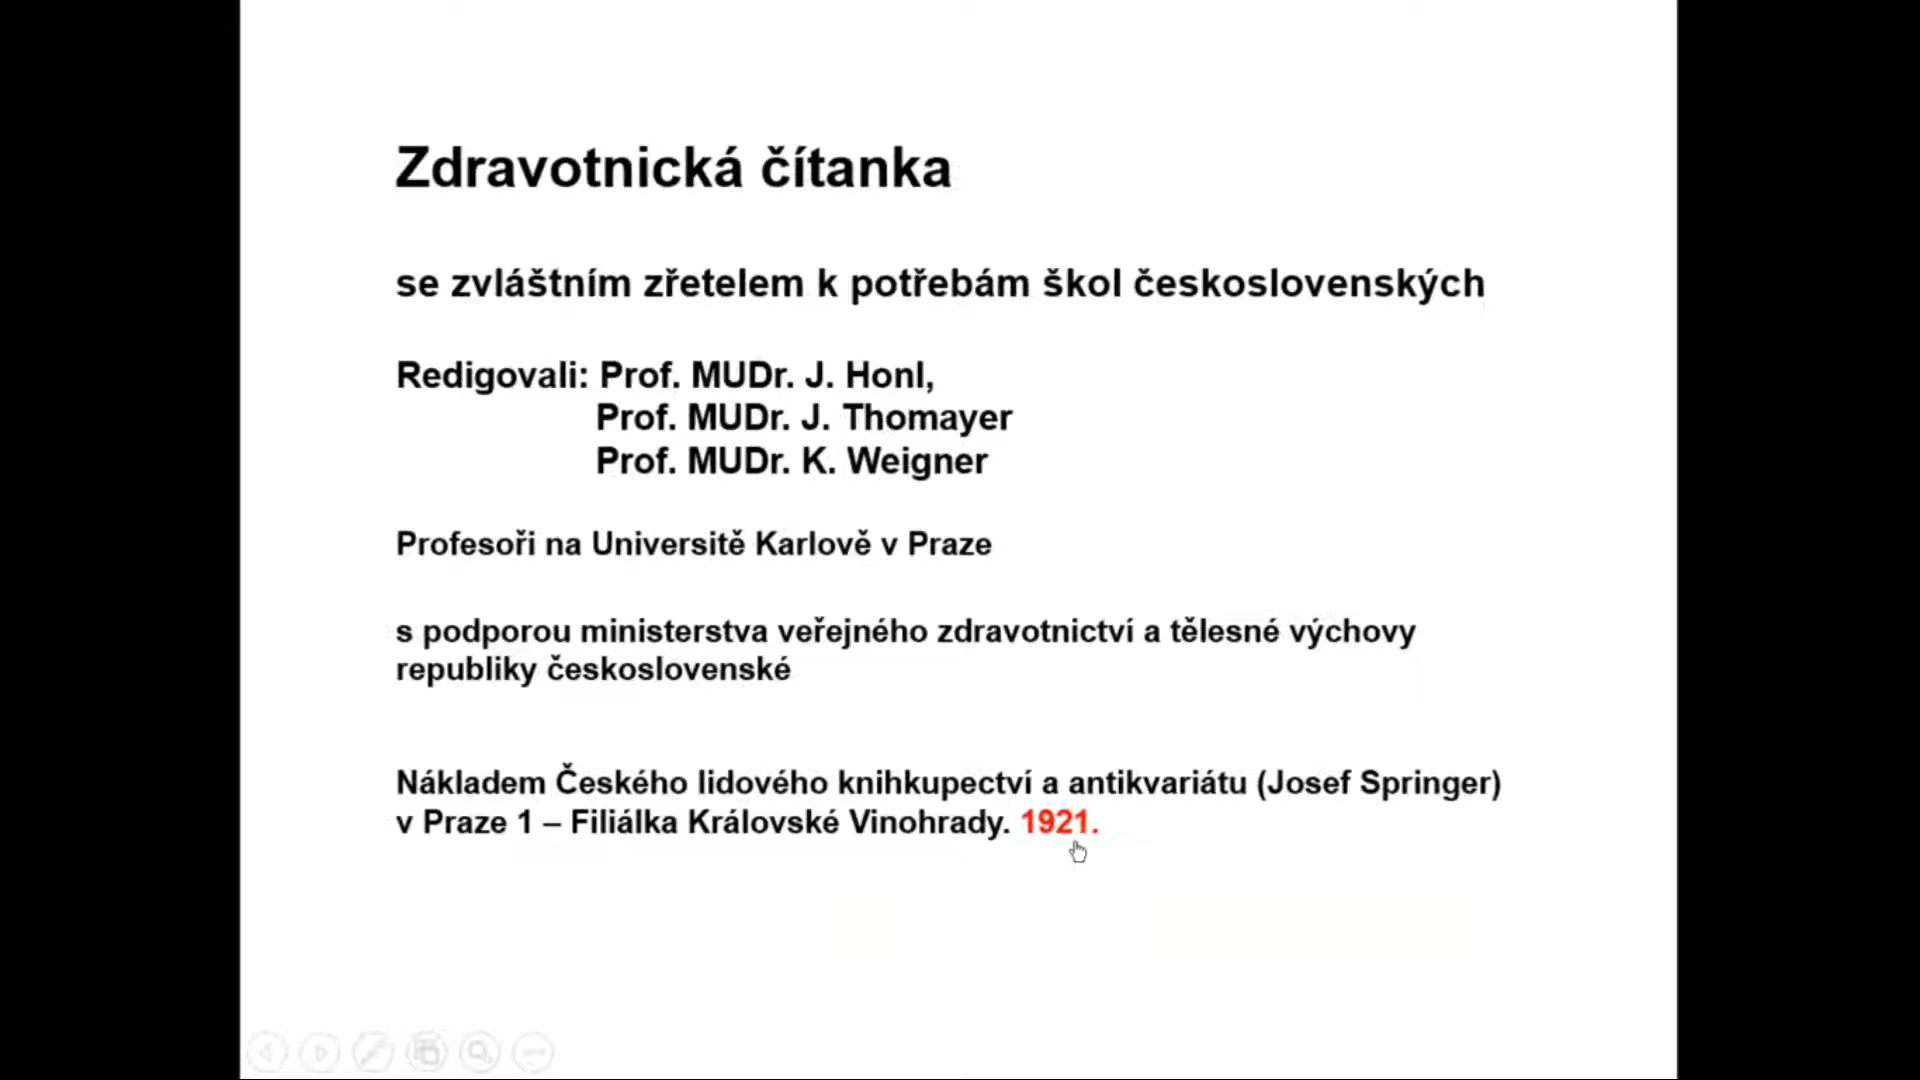 Zdravotnická čítanka
se zvláštním zřetelem k potřebám škol československých
Redigovali: Prof. MUDr. J. Honl,
Prof. MUDr. J. Thomayer
Prof. MUDr. K. Weigner
Profesoři na Universitě Karlově v Praze
s podporou ministerstva veřejného zdravotnictví a tělesné výchovy
republiky československé
Nákladem Českého lidového knihkupectví a antikvariátu (Josef Springer)
v Praze 1 – Filiálka Královské Vinohrady. 1921.